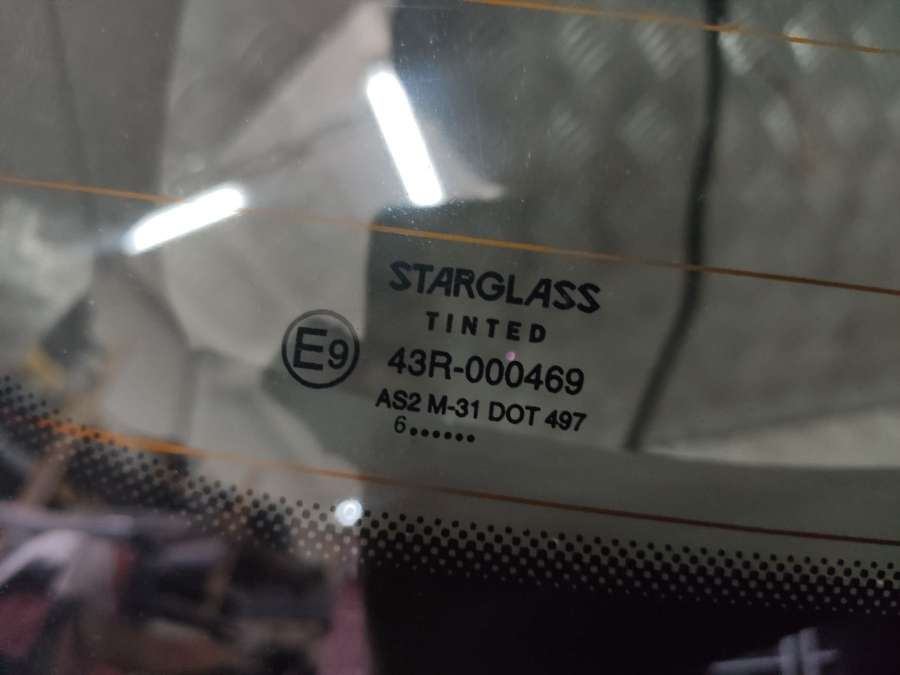 STARGLASS
TINTED
E9
43R-000469
AS2 M-31 DOT 497
6.......